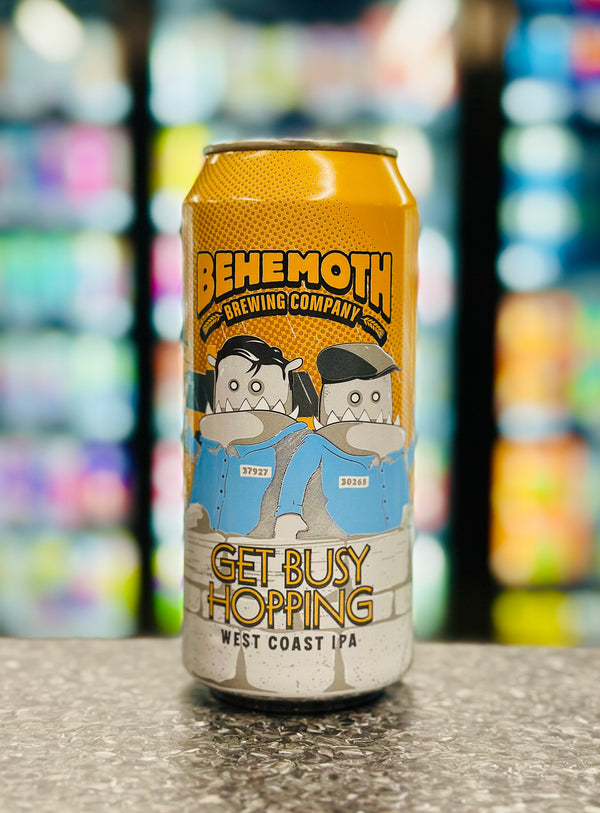 BEHEMOTH
BREWING COMPANY
37927
30265
GET BUSY
HOPPING
WEST COAST IPA